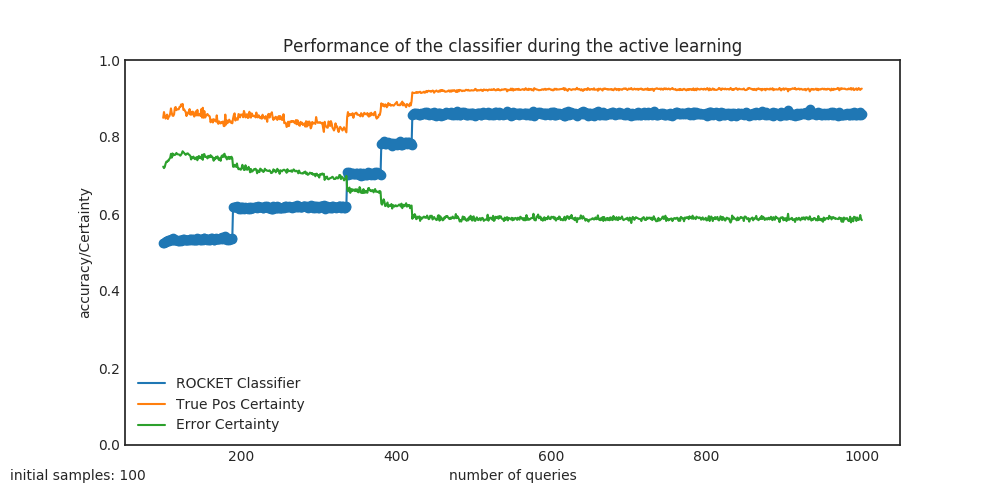 Performance of the classifier during the active learning
1.0
0.8
0.6
0.4
0.2
0.0
accuracy/Certainty
ROCKET Classifier
True Pos Certainty
Error Certainty
200 400 600 800 1000
initial samples: 100
number of queries